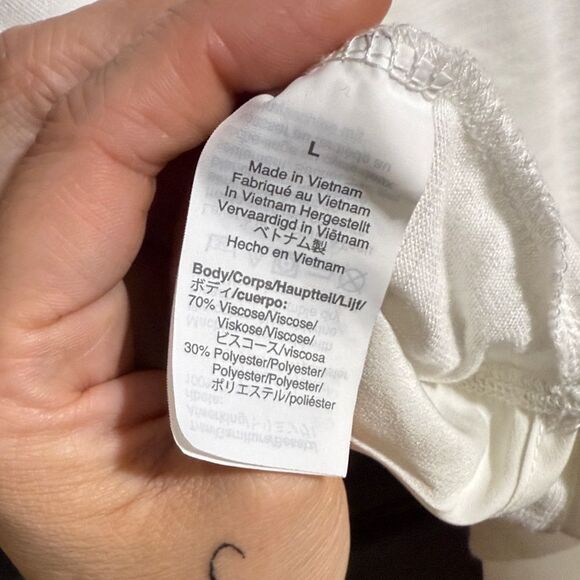 L
Made in Vietnam
Fabriqué au Vietnam
In Vietnam Hergestellt
Vervaardigd in Viëtnam
ベトナム製
Hecho en Vietnam
Body/Corps/Hauptteil/Lijf/
ボディ/cuerpo:
70% Viscose/Viscose/
Viskose/Viscose/
ビスコース/viscosa
30% Polyester/Polyester/
Polyester/Polyester/
ポリエステル/poliéster